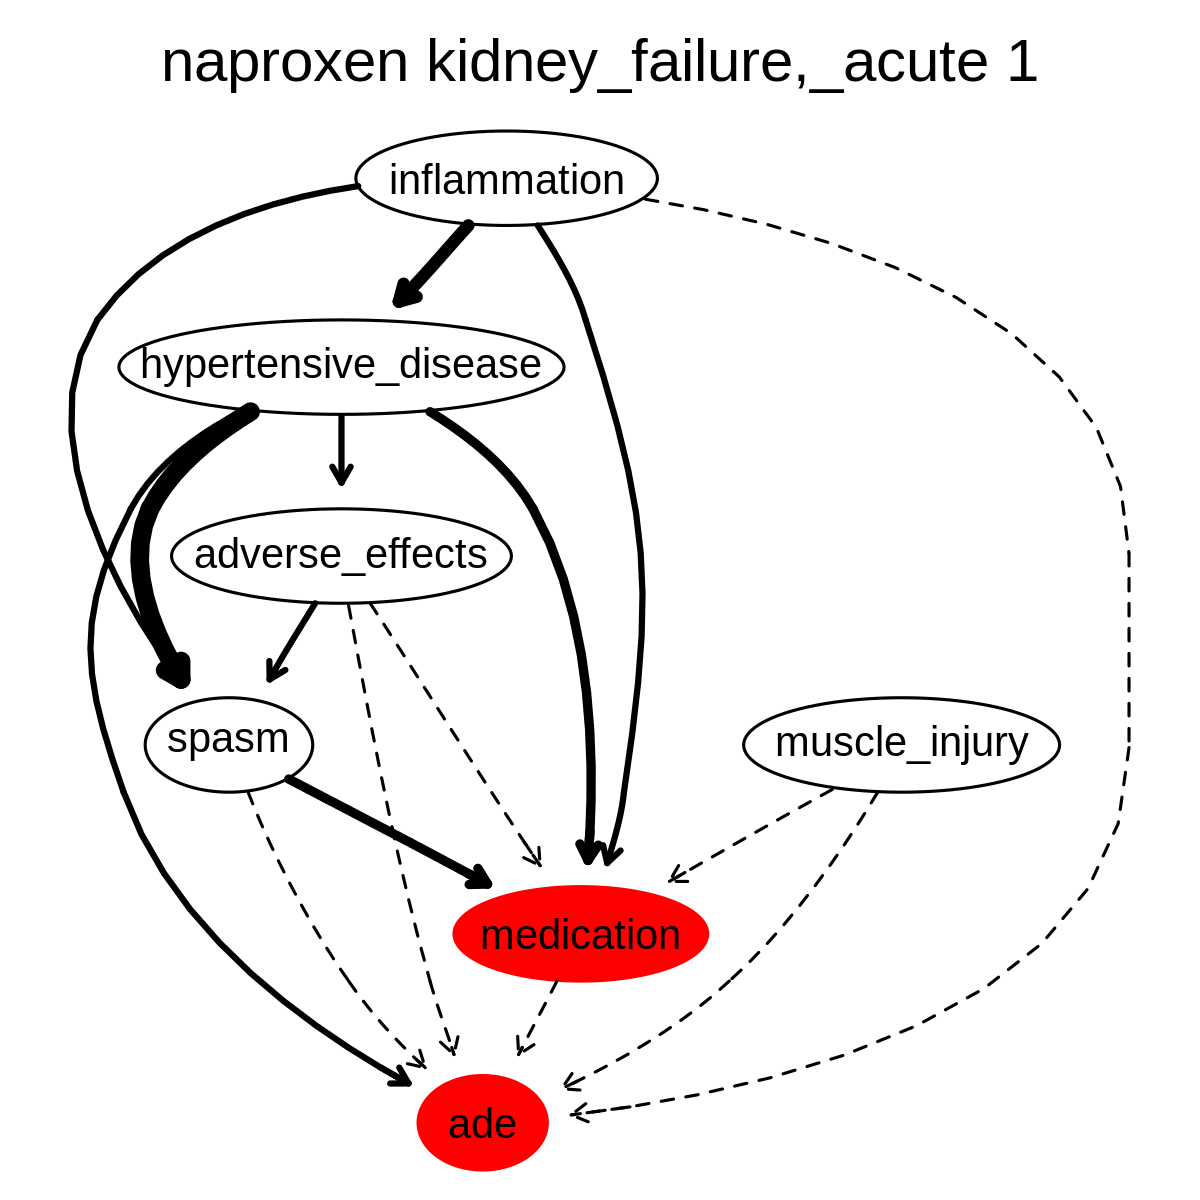 naproxen kidney_failure,_acute 1
inflammation
hypertensive_disease
adverse_effects
spasm
muscle_injury
medication
ade